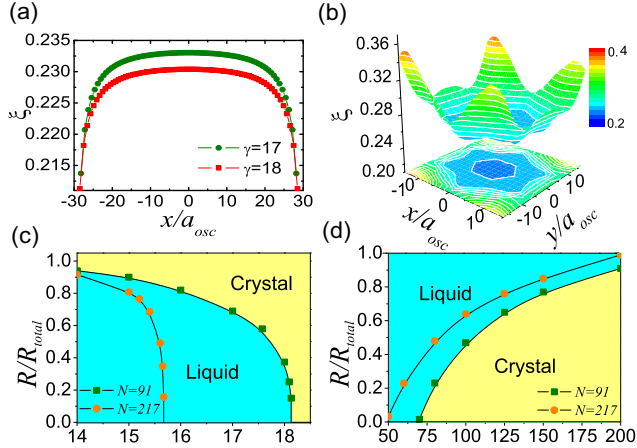 (a)
0.235
0.230
0.225
0.220
0.215
ξ
γ=17
γ=18
-30 -20 -10 0 10 20 30
x/a_osc
(b)
0.36
0.32
0.28
0.24
0.20
ξ
0.4
0.2
-10 0 10
x/a_osc
-10 0 10
y/a_osc
(c)
1.0
0.8
0.6
0.4
0.2
0.0
R/R_total
Crystal
Liquid
N=91
N=217
14 15 16 17 18
(d)
1.0
0.8
0.6
0.4
0.2
0.0
R/R_total
Liquid
Crystal
N=91
N=217
50 75 100 125 150 175 200